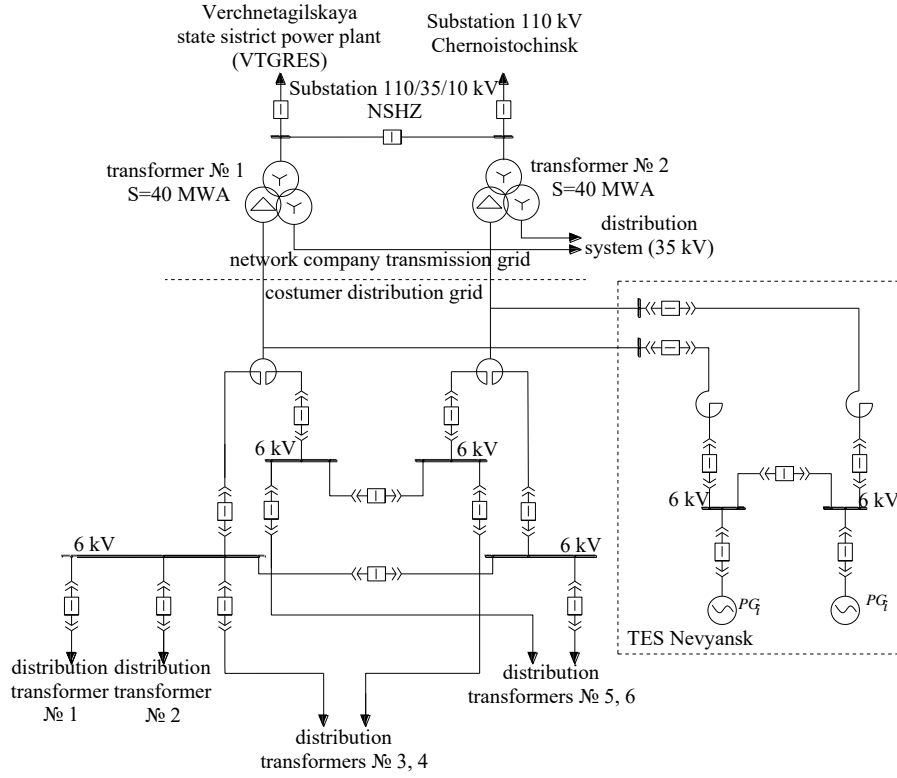 Verchnetagilskaya
state sistrict power plant
(VTGRES)
Substation 110 kV
Chernoistochinsk
Substation 110/35/10 kV
NSHZ
transformer № 1
S=40 MWA
transformer № 2
S=40 MWA
distribution
system (35 kV)
network company transmission grid
costumer distribution grid
6 kV
6 kV
6 kV
6 kV
6 kV
6 kV
PGi
PGi
TES Nevyansk
distribution
transformer
№ 1
distribution
transformer
№ 2
distribution
transformers № 5, 6
distribution
transformers № 3, 4